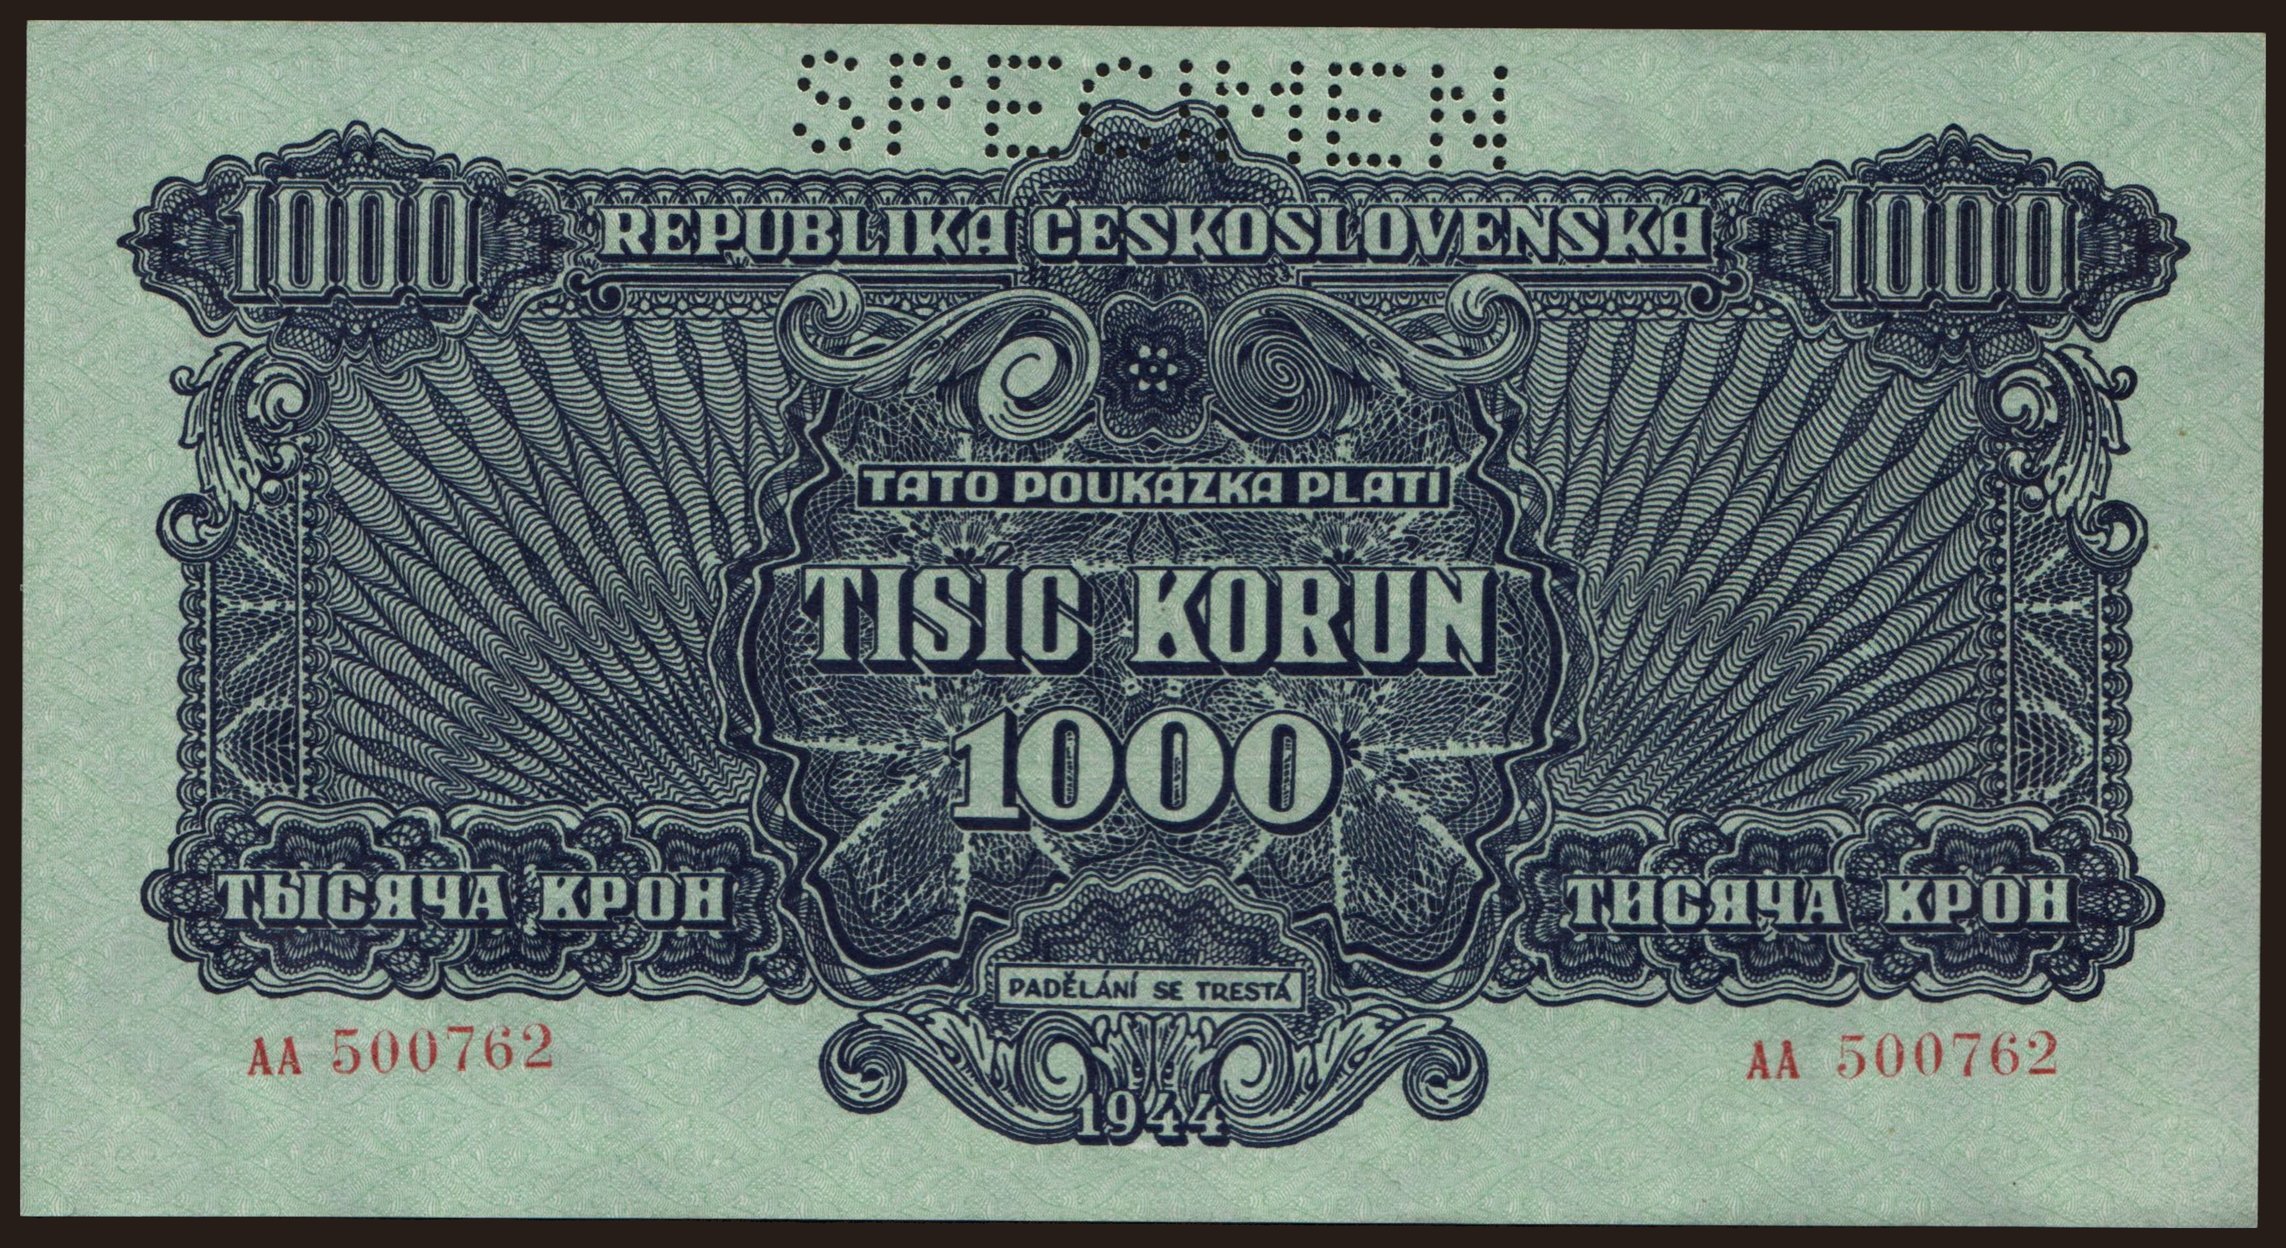 SPECIMEN
1000 REPUBLIKA ČESKOSLOVENSKÁ 1000
TATO POUKÁZKA PLATÍ
TISÍC KORUN
1000
ТЫСЯЧА КРОН
ТИСЯЧА КРОН
PADĚLÁNÍ SE TRESTÁ
AA 500762
AA 500762
1944